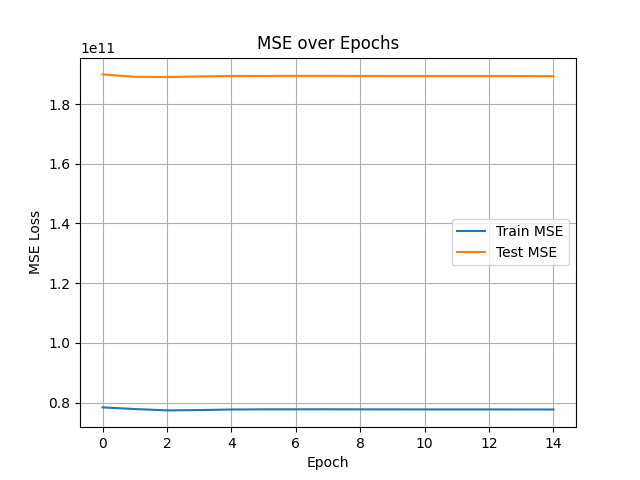 MSE over Epochs
1e11
1.8
1.6
1.4
1.2
1.0
0.8
MSE Loss
Train MSE
Test MSE
0 2 4 6 8 10 12 14
Epoch